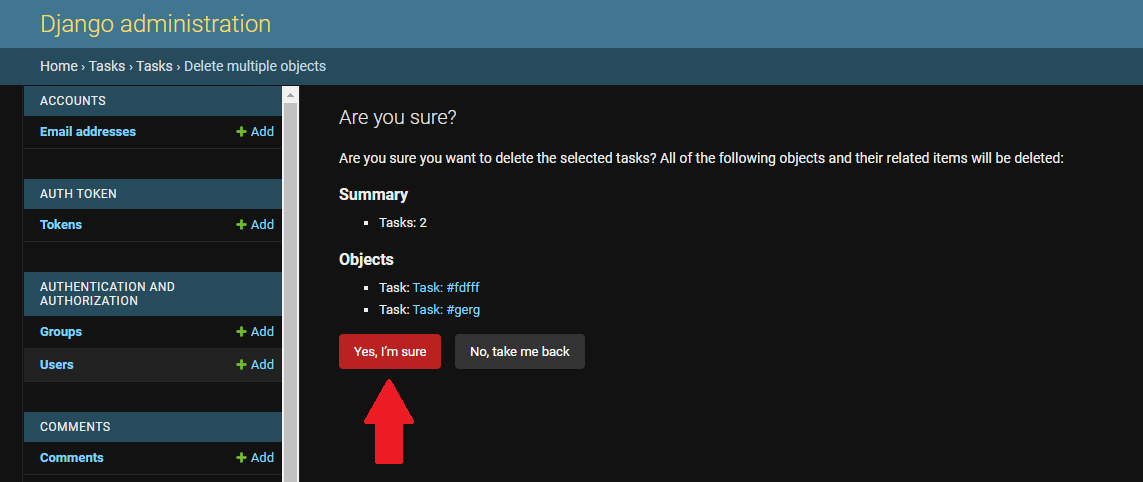 Django administration
Home › Tasks › Tasks › Delete multiple objects
ACCOUNTS
Email addresses + Add
AUTH TOKEN
Tokens + Add
AUTHENTICATION AND
AUTHORIZATION
Groups + Add
Users + Add
COMMENTS
Comments + Add
Are you sure?
Are you sure you want to delete the selected tasks? All of the following objects and their related items will be deleted:
Summary
Tasks: 2
Objects
Task: Task: #fdfff
Task: Task: #gerg
Yes, I’m sure No, take me back